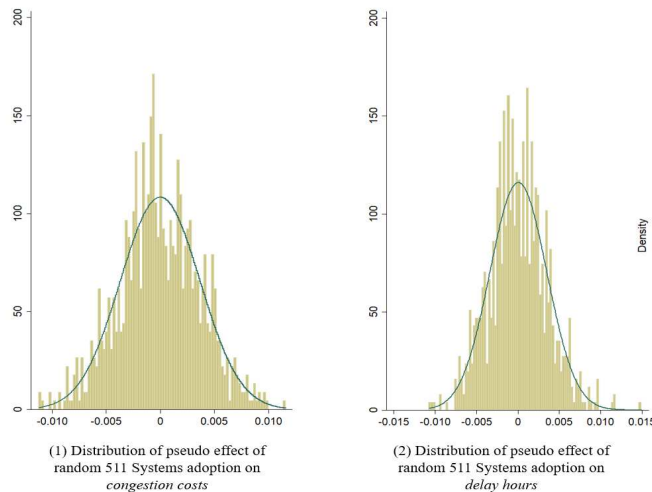 200
150
100
50
0
-0.010 -0.005 0 0.005 0.010
(1) Distribution of pseudo effect of
random 511 Systems adoption on
congestion costs
200
150
100
50
0
-0.015 -0.010 -0.005 0 0.005 0.010 0.015
Density
(2) Distribution of pseudo effect of
random 511 Systems adoption on
delay hours